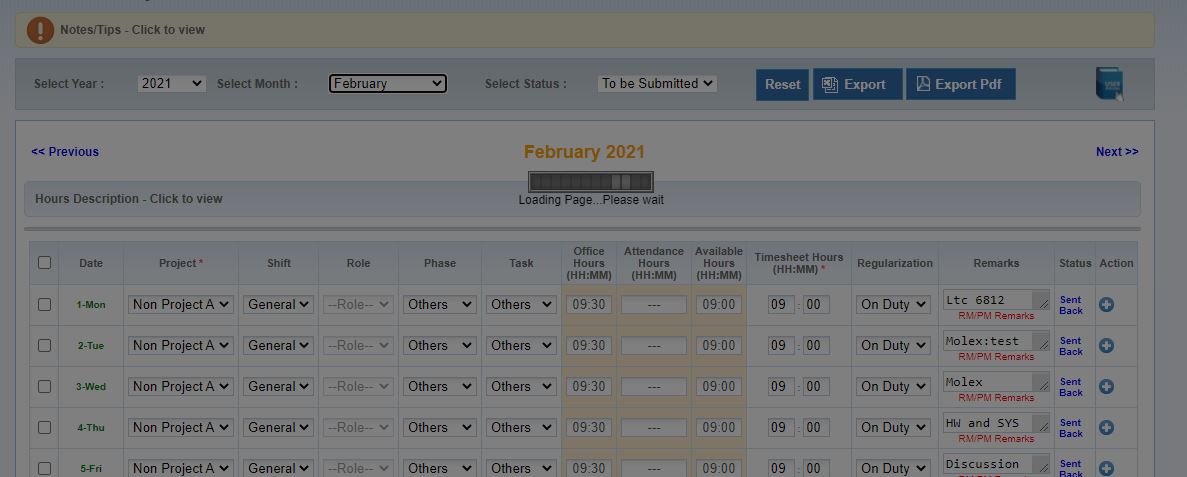 Notes/Tips - Click to view
Select Year : 2021 Select Month : February Select Status : To be Submitted Reset Export Export Pdf
<< Previous February 2021 Next >>
Loading Page...Please wait
Hours Description - Click to view
Date Project * Shift Role Phase Task Office Hours (HH:MM) Attendance Hours (HH:MM) Available Hours (HH:MM) Timesheet Hours (HH:MM) * Regularization Remarks Status Action
1-Mon Non Project A General --Role-- Others Others 09:30 --- 09:00 09 : 00 On Duty Ltc 6812 Sent Back
RM/PM Remarks
2-Tue Non Project A General --Role-- Others Others 09:30 --- 09:00 09 : 00 On Duty Molex:test Sent Back
RM/PM Remarks
3-Wed Non Project A General --Role-- Others Others 09:30 --- 09:00 09 : 00 On Duty Molex Sent Back
RM/PM Remarks
4-Thu Non Project A General --Role-- Others Others 09:30 --- 09:00 09 : 00 On Duty HW and SYS Sent Back
RM/PM Remarks
5-Fri Non Project A General --Role-- Others Others 09:30 --- 09:00 09 : 00 On Duty Discussion Sent Back